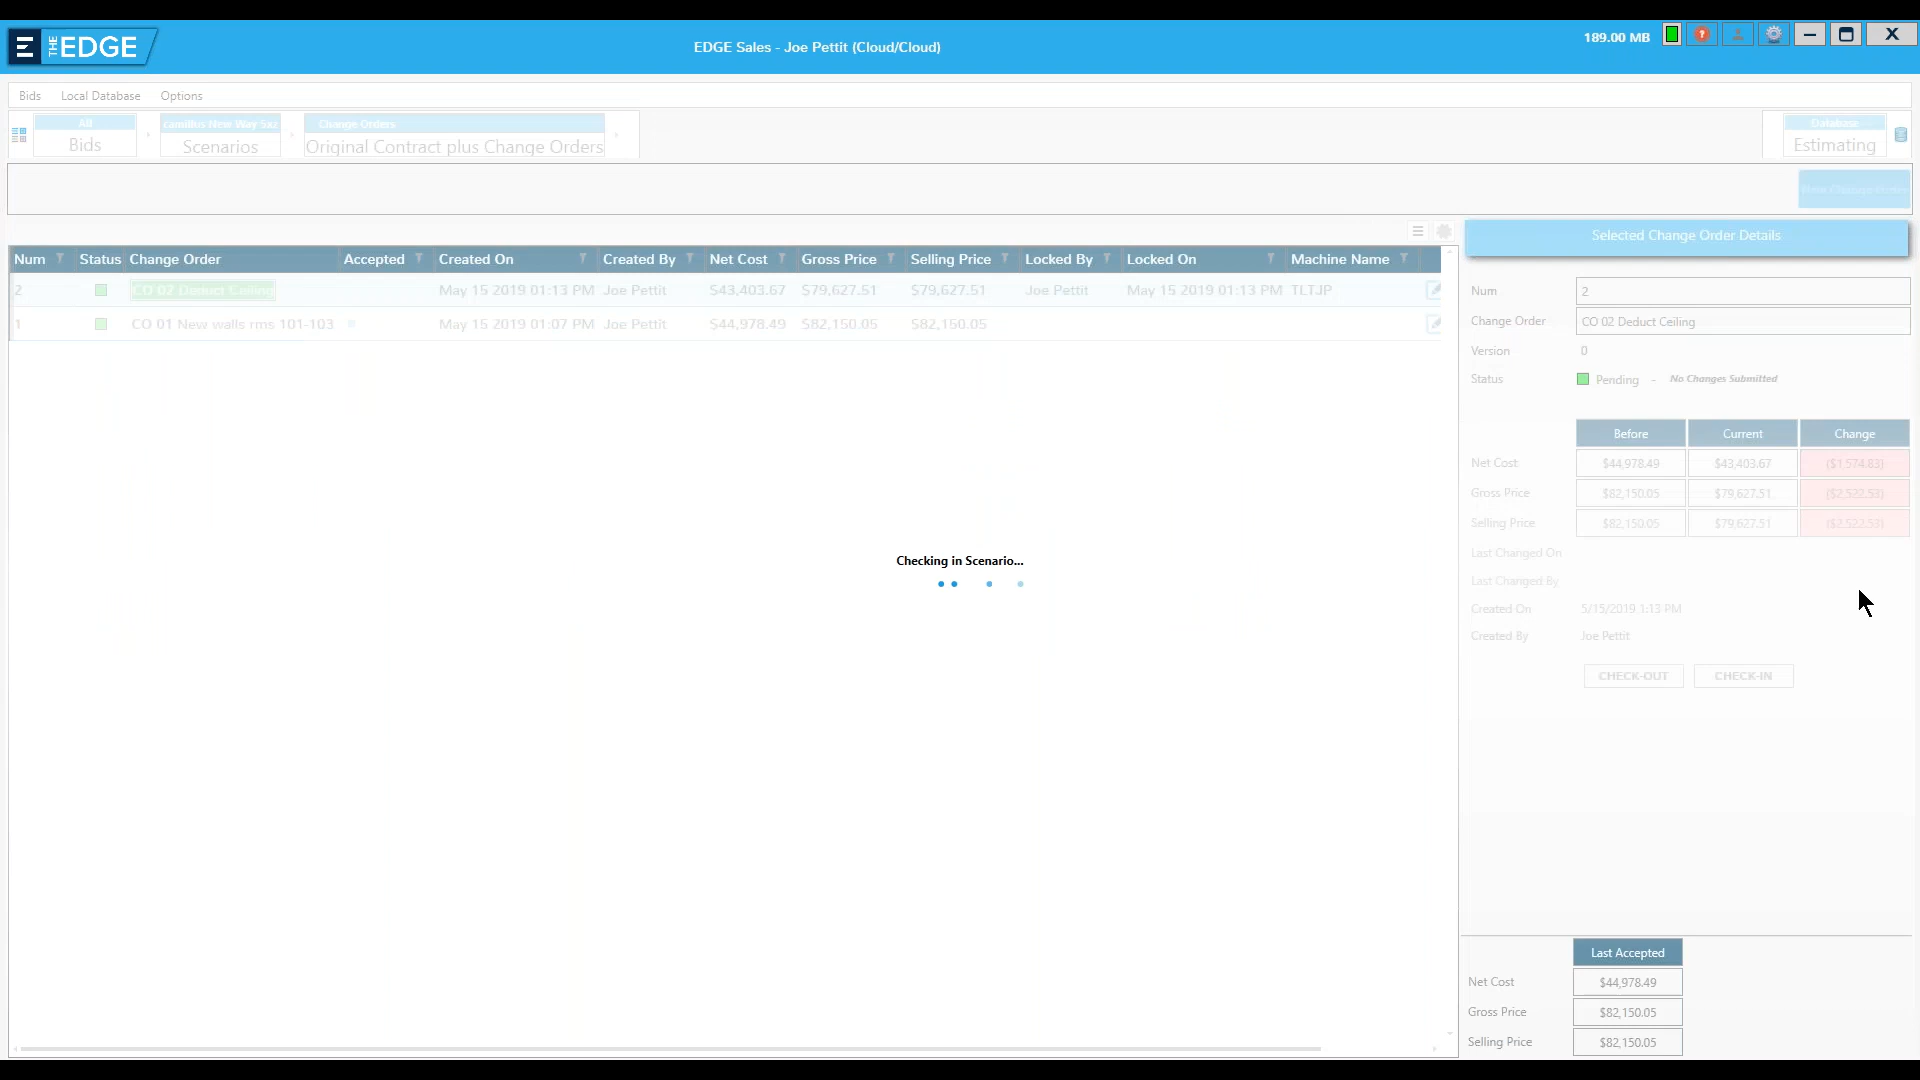 THE EDGE
EDGE Sales - Joe Pettit (Cloud/Cloud)
189.00 MB
Bids Local Database Options
All
Bids
camillus New Way 5xz
Scenarios
Change Orders
Original Contract plus Change Orders
Database
Estimating
Selected Change Order Details
Num Status Change Order Accepted Created On Created By Net Cost Gross Price Selling Price Locked By Locked On Machine Name
2 CO 02 Deduct Ceiling May 15 2019 01:13 PM Joe Pettit $43,403.67 $79,627.51 $79,627.51 Joe Pettit May 15 2019 01:13 PM TLTJP
1 CO 01 New walls rms 101-103 May 15 2019 01:07 PM Joe Pettit $44,978.49 $82,150.05 $82,150.05
Num 2
Change Order CO 02 Deduct Ceiling
Version 0
Status Pending - No Changes Submitted
Before Current Change
Net Cost $44,978.49 $43,403.67 ($1,574.83)
Gross Price $82,150.05 $79,627.51 ($2,522.53)
Selling Price $82,150.05 $79,627.51 ($2,522.53)
Last Changed On
Last Changed By
Created On 5/15/2019 1:13 PM
Created By Joe Pettit
CHECK-OUT CHECK-IN
Checking in Scenario...
Last Accepted
Net Cost $44,978.49
Gross Price $82,150.05
Selling Price $82,150.05